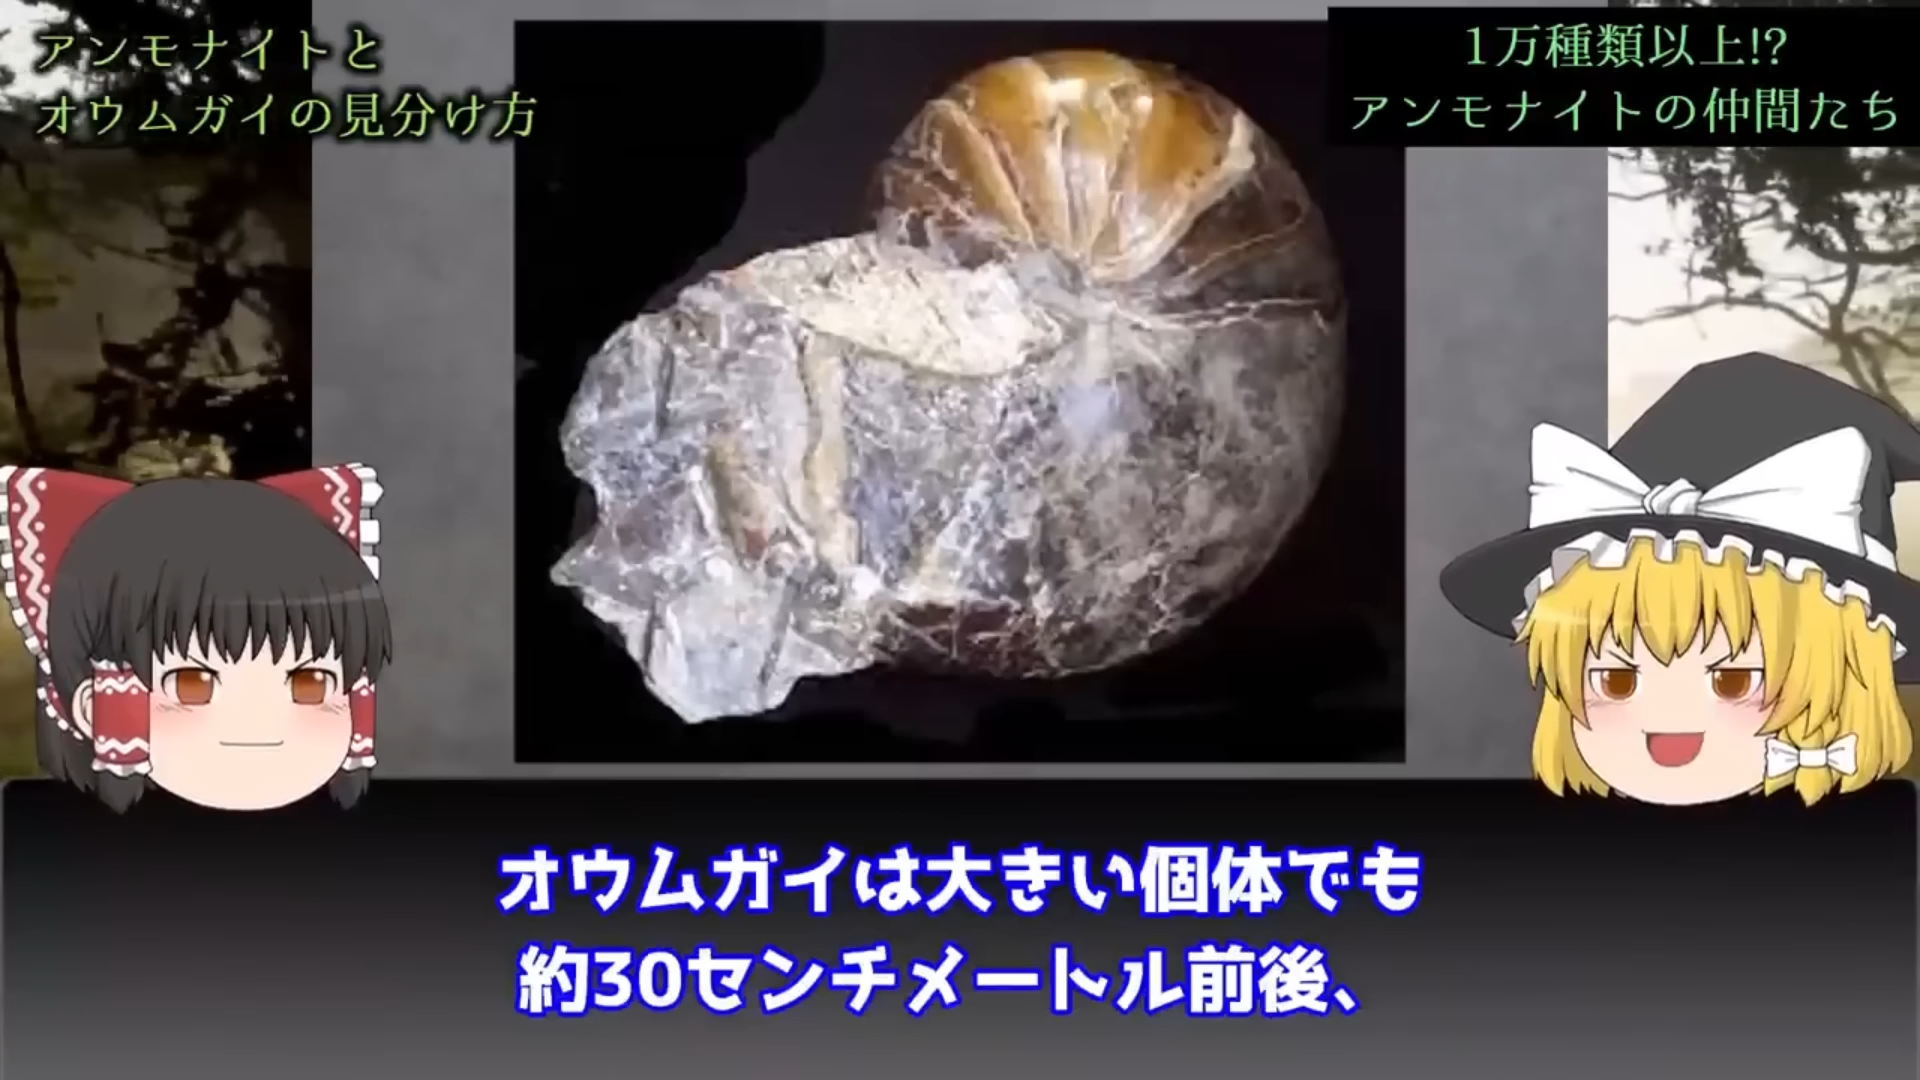 アンモナイトと
オウムガイの見分け方
1万種類以上!?
アンモナイトの仲間たち
オウムガイは大きい個体でも
約30センチメートル前後、